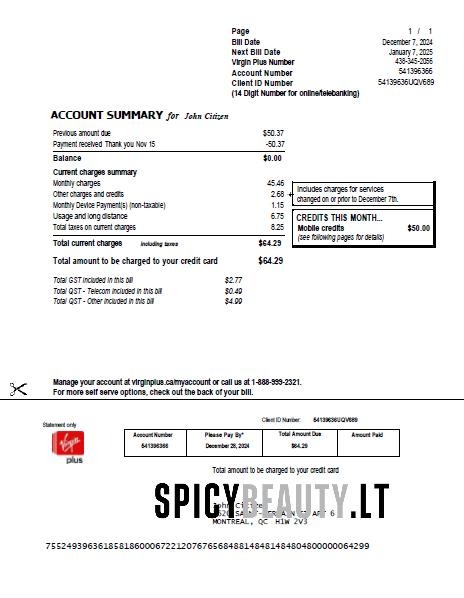 Page 1 / 1
Bill Date December 7, 2024
Next Bill Date January 7, 2025
Virgin Plus Number 438-345-2056
Account Number 541396366
Client ID Number 54139636UQV689
(14 Digit Number for online/telebanking)
ACCOUNT SUMMARY for John Citizen
Previous amount due $50.37
Payment received Thank you Nov 15 -50.37
Balance $0.00
Current charges summary
Monthly charges 45.46
Other charges and credits 2.68
Monthly Device Payment(s) (non-taxable) 1.15
Usage and long distance 6.75
Total taxes on current charges 8.25
Total current charges including taxes $64.29
Total amount to be charged to your credit card $64.29
Includes charges for services
changed on or prior to December 7th.
CREDITS THIS MONTH...
Mobile credits $50.00
(see following pages for details)
Total GST included in this bill $2.77
Total QST - Telecom included in this bill $0.49
Total QST - Other included in this bill $4.99
Manage your account at virginplus.ca/myaccount or call us at 1-888-999-2321.
For more self serve options, check out the back of your bill.
Client ID Number: 54139636UQV689
Statement only
Virgin
plus
Account Number Please Pay By* Total Amount Due Amount Paid
541396366 December 28, 2024 $64.29
Total amount to be charged to your credit card
SPICYBEAUTY.LT
John Citizen
MONTREAL, QC H1W 2V3